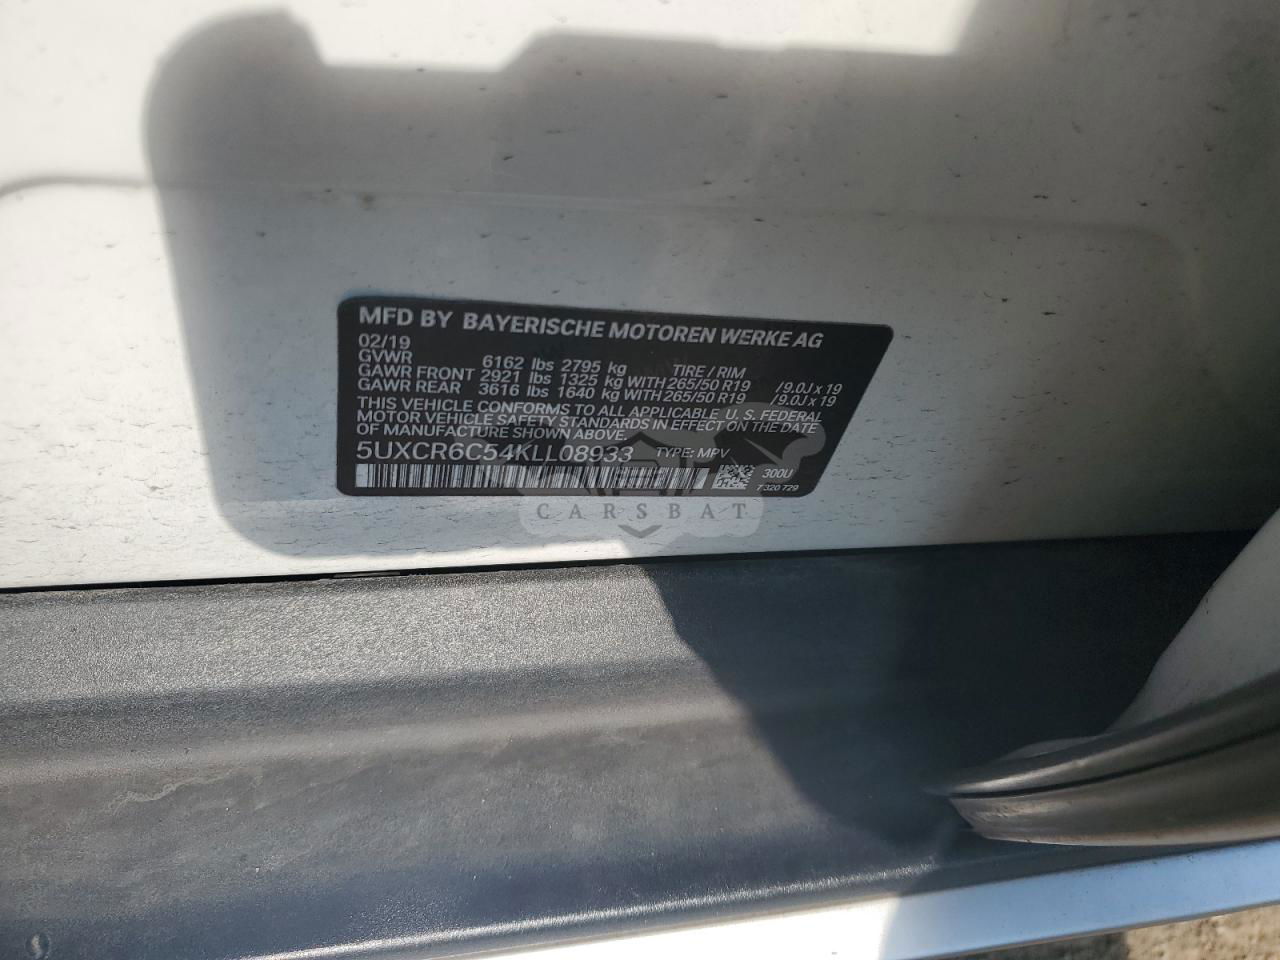 MFD BY BAYERISCHE MOTOREN WERKE AG
02/19
GVWR 6162 lbs 2795 kg TIRE / RIM
GAWR FRONT 2921 lbs 1325 kg WITH 265/50 R19 / 9.0J x 19
GAWR REAR 3616 lbs 1640 kg WITH 265/50 R19 / 9.0J x 19
THIS VEHICLE CONFORMS TO ALL APPLICABLE U. S. FEDERAL
MOTOR VEHICLE SAFETY STANDARDS IN EFFECT ON THE DATE
OF MANUFACTURE SHOWN ABOVE.
5UXCR6C54KLL08933 TYPE: MPV
300U
7 320 729
CARSBAT